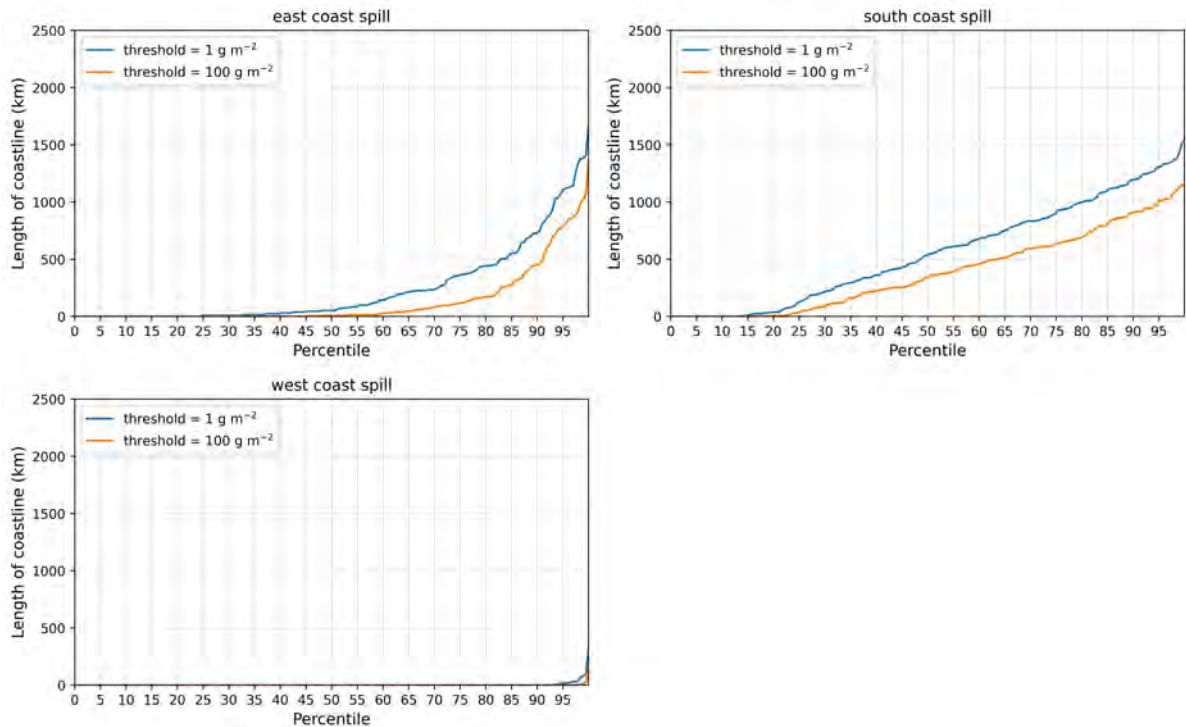 east coast spill
2500
2000
1500
1000
500
0
Length of coastline (km)
threshold = 1 g m⁻²
threshold = 100 g m⁻²
0 5 10 15 20 25 30 35 40 45 50 55 60 65 70 75 80 85 90 95
Percentile
south coast spill
2500
2000
1500
1000
500
0
Length of coastline (km)
threshold = 1 g m⁻²
threshold = 100 g m⁻²
0 5 10 15 20 25 30 35 40 45 50 55 60 65 70 75 80 85 90 95
Percentile
west coast spill
2500
2000
1500
1000
500
0
Length of coastline (km)
threshold = 1 g m⁻²
threshold = 100 g m⁻²
0 5 10 15 20 25 30 35 40 45 50 55 60 65 70 75 80 85 90 95
Percentile